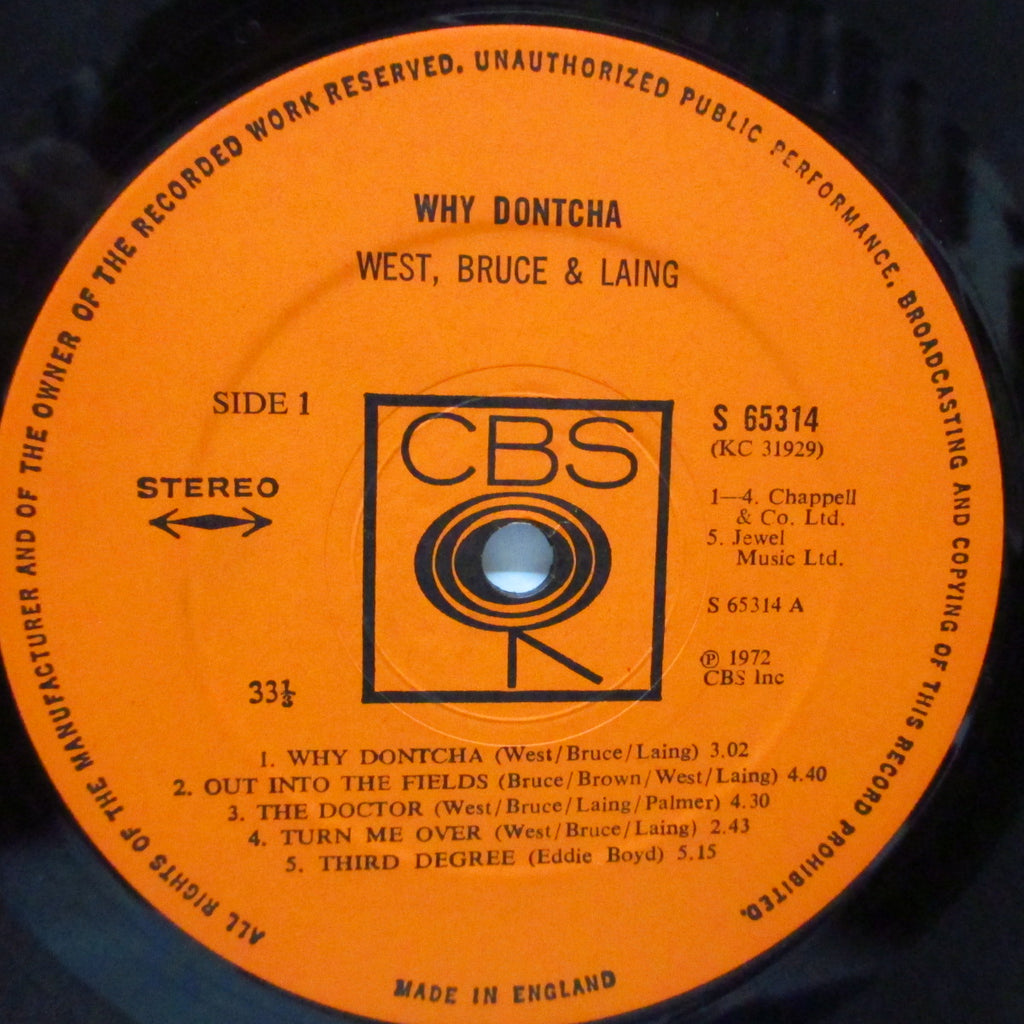 ALL RIGHTS OF THE MANUFACTURER AND OF THE OWNER OF THE RECORDED WORK RESERVED. UNAUTHORIZED PUBLIC PERFORMANCE, BROADCASTING AND COPYING OF THIS RECORD PROHIBITED.
WHY DONTCHA
WEST, BRUCE & LAING
SIDE 1
STEREO
33⅓
CBS
S 65314
(KC 31929)
1—4. Chappell
& Co. Ltd.
5. Jewel
Music Ltd.
S 65314 A
℗ 1972
CBS Inc
1. WHY DONTCHA (West/Bruce/Laing) 3.02
2. OUT INTO THE FIELDS (Bruce/Brown/West/Laing) 4.40
3. THE DOCTOR (West/Bruce/Laing/Palmer) 4.30
4. TURN ME OVER (West/Bruce/Laing) 2.43
5. THIRD DEGREE (Eddie Boyd) 5.15
MADE IN ENGLAND